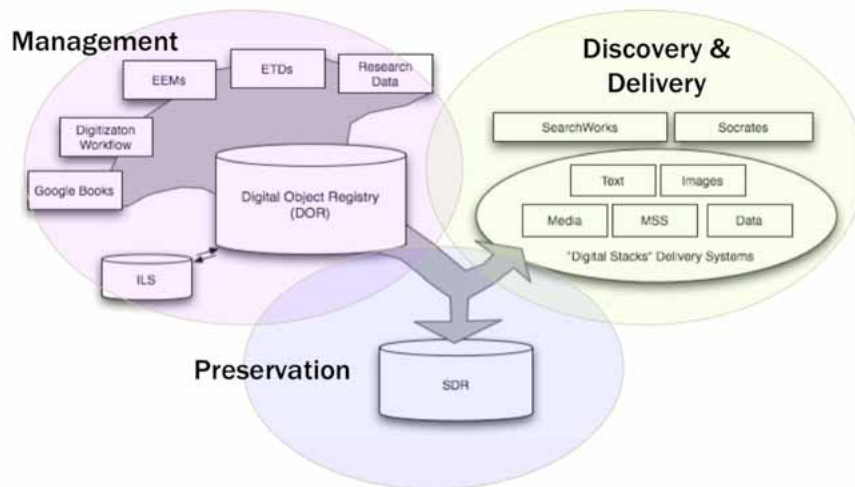 Management
EEMs
ETDs
Research
Data
Digitizaton
Workflow
Google Books
Digital Object Registry
(DOR)
ILS
Discovery &
Delivery
SearchWorks
Socrates
Text
Images
Media
MSS
Data
"Digital Stacks" Delivery Systems
Preservation
SDR